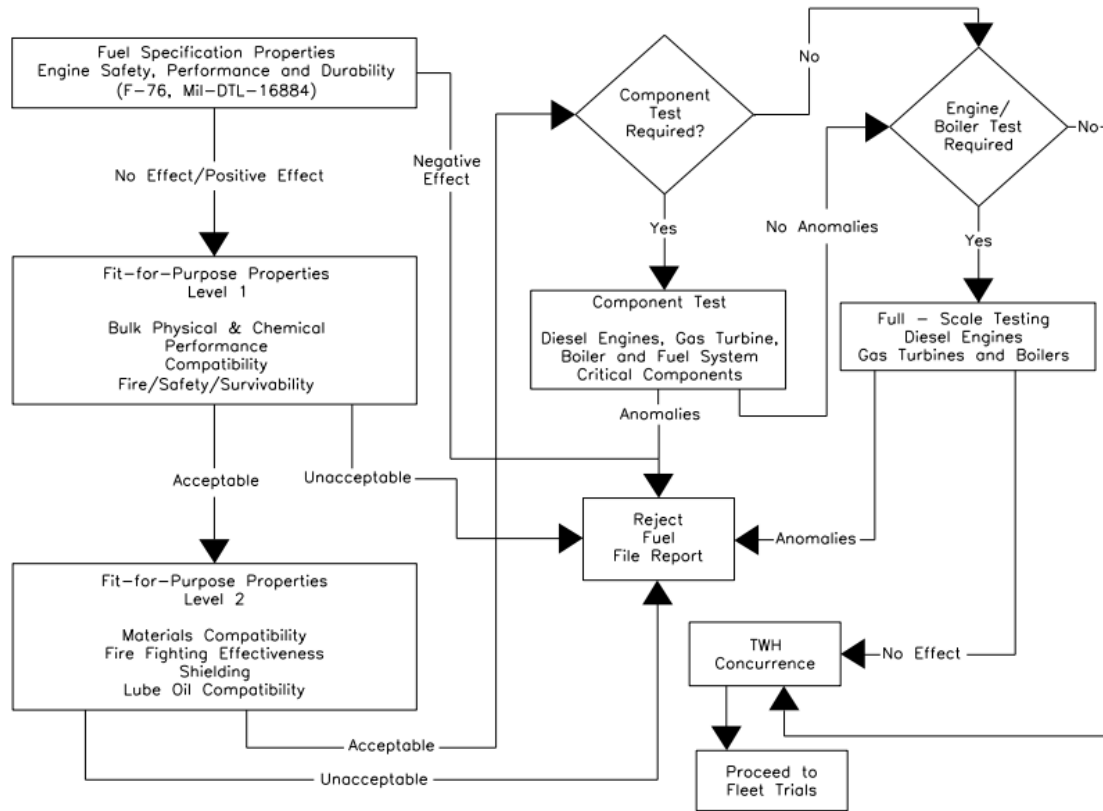 Fuel Specification Properties
Engine Safety, Performance and Durability
(F-76, Mil-DTL-16884)
No Effect/Positive Effect
Negative
Effect
Fit-for-Purpose Properties
Level 1
Bulk Physical & Chemical
Performance
Compatibility
Fire/Safety/Survivability
Acceptable
Unacceptable
Fit-for-Purpose Properties
Level 2
Materials Compatibility
Fire Fighting Effectiveness
Shielding
Lube Oil Compatibility
Acceptable
Unacceptable
Component
Test
Required?
No
Yes
Component Test
Diesel Engines, Gas Turbine,
Boiler and Fuel System
Critical Components
Anomalies
No Anomalies
Reject
Fuel
File Report
Engine/
Boiler Test
Required
No
Yes
Full - Scale Testing
Diesel Engines
Gas Turbines and Boilers
Anomalies
No Effect
TWH
Concurrence
Proceed to
Fleet Trials